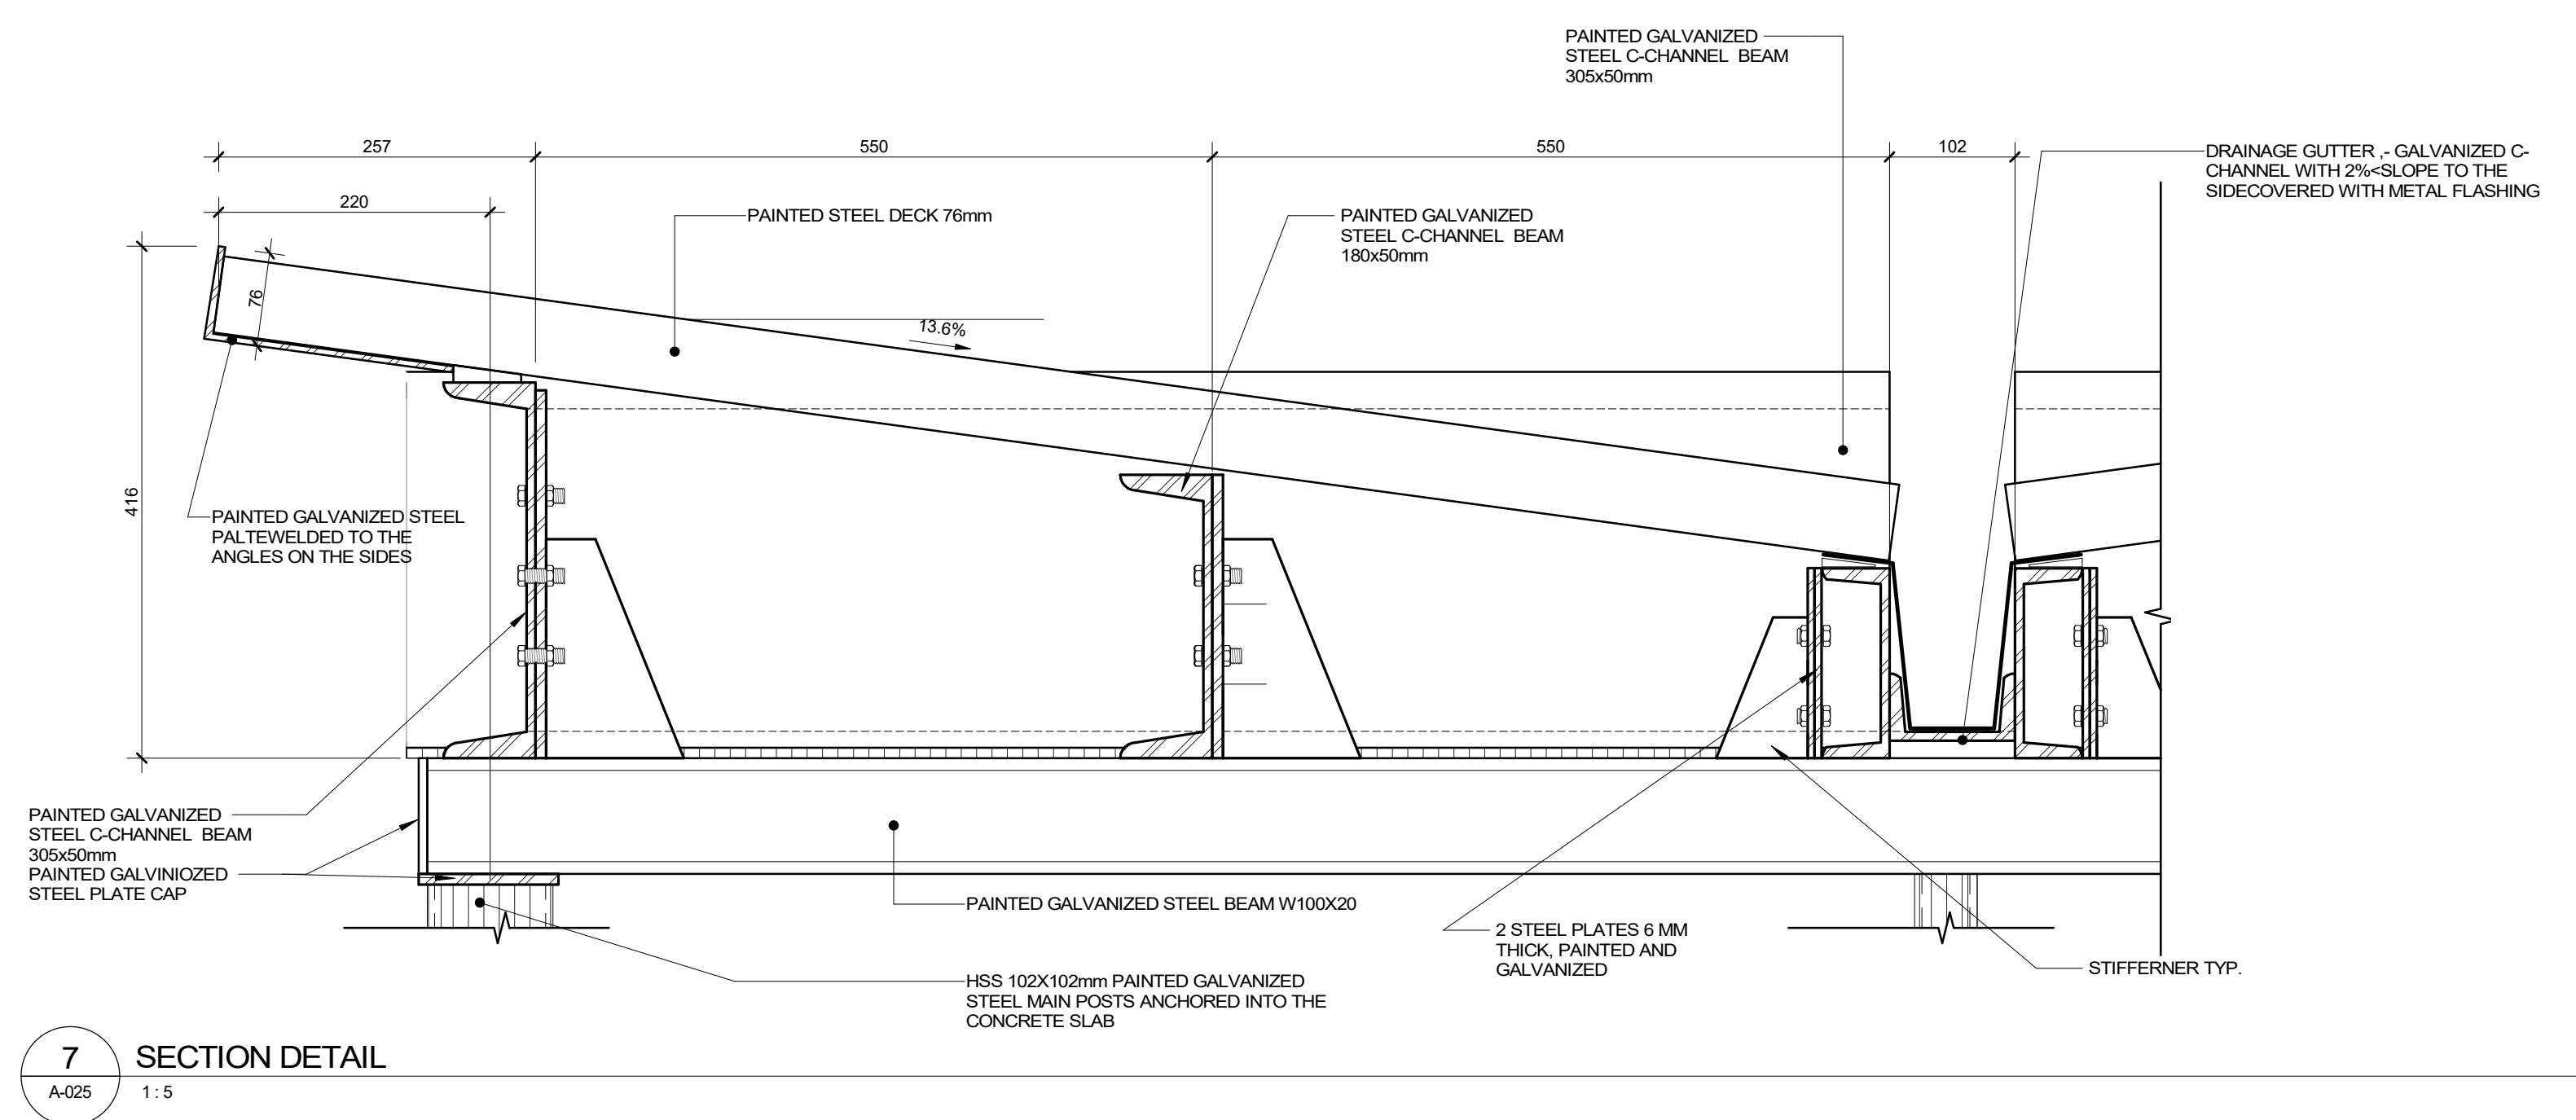 PAINTED GALVANIZED
STEEL C-CHANNEL BEAM
305x50mm
257
550
550
102
DRAINAGE GUTTER ,- GALVANIZED C-
CHANNEL WITH 2%<SLOPE TO THE
SIDECOVERED WITH METAL FLASHING
220
PAINTED STEEL DECK 76mm
PAINTED GALVANIZED
STEEL C-CHANNEL BEAM
180x50mm
76
13.6%
416
PAINTED GALVANIZED STEEL
PALTEWELDED TO THE
ANGLES ON THE SIDES
PAINTED GALVANIZED
STEEL C-CHANNEL BEAM
305x50mm
PAINTED GALVINIOZED
STEEL PLATE CAP
PAINTED GALVANIZED STEEL BEAM W100X20
2 STEEL PLATES 6 MM
THICK, PAINTED AND
GALVANIZED
STIFFERNER TYP.
HSS 102X102mm PAINTED GALVANIZED
STEEL MAIN POSTS ANCHORED INTO THE
CONCRETE SLAB
7
SECTION DETAIL
A-025
1 : 5